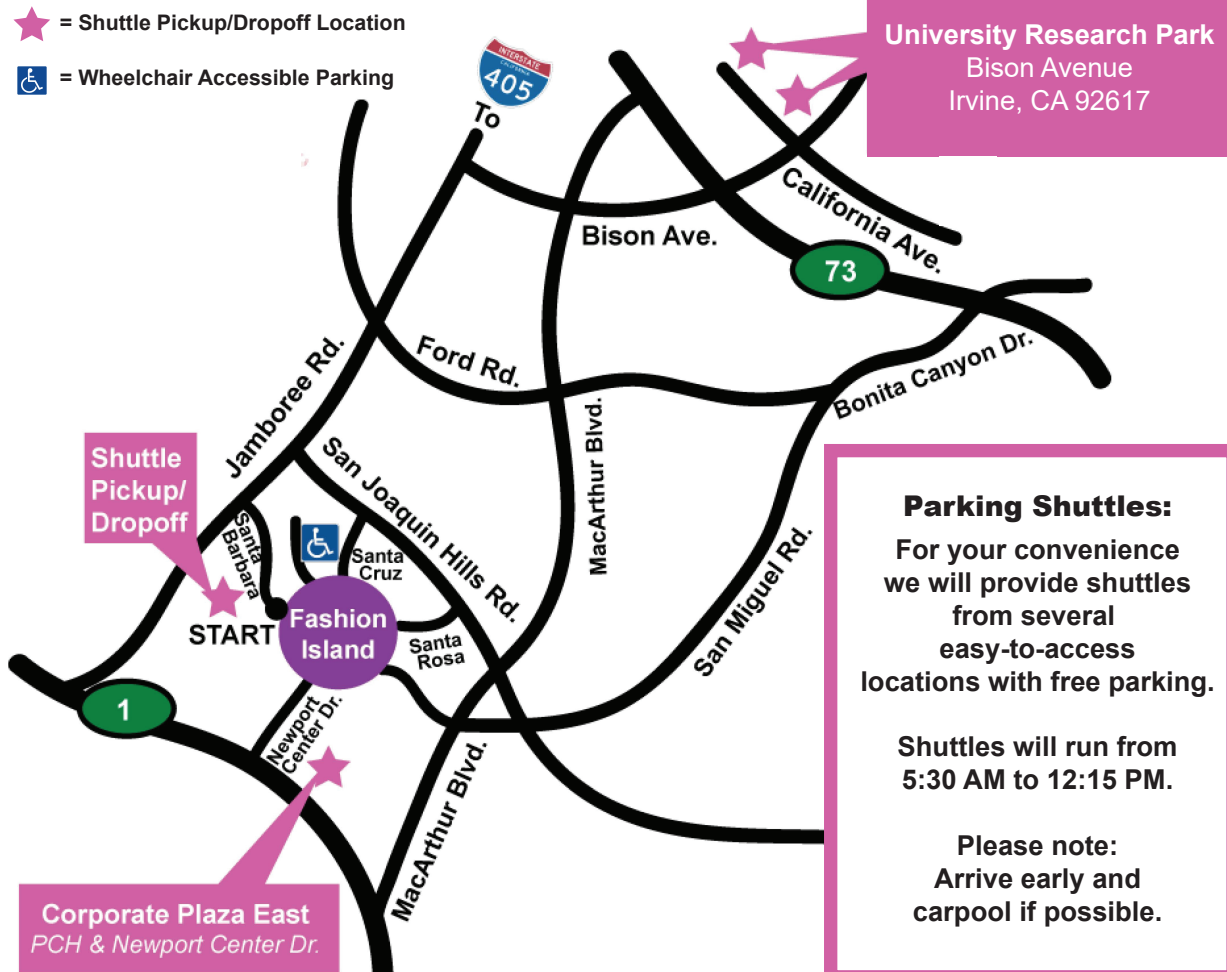 = Shuttle Pickup/Dropoff Location
= Wheelchair Accessible Parking
INTERSTATE
CALIFORNIA
405
To
University Research Park
Bison Avenue
Irvine, CA 92617
California Ave.
Bison Ave.
73
Jamboree Rd.
Ford Rd.
Bonita Canyon Dr.
MacArthur Blvd.
San Joaquin Hills Rd.
San Miguel Rd.
Shuttle
Pickup/
Dropoff
Santa
Barbara
Santa
Cruz
START
Fashion
Island
Santa
Rosa
1
Newport
Center Dr.
MacArthur Blvd.
Corporate Plaza East
PCH & Newport Center Dr.
Parking Shuttles:
For your convenience
we will provide shuttles
from several
easy-to-access
locations with free parking.
Shuttles will run from
5:30 AM to 12:15 PM.
Please note:
Arrive early and
carpool if possible.